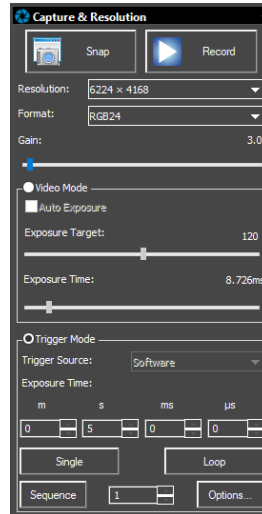 Capture & Resolution
Snap Record
Resolution: 6224 × 4168
Format: RGB24
Gain: 3.0
Video Mode
Auto Exposure
Exposure Target: 120
Exposure Time: 8.726ms
Trigger Mode
Trigger Source: Software
Exposure Time:
m s ms µs
0 5 0 0
Single Loop
Sequence 1 Options...